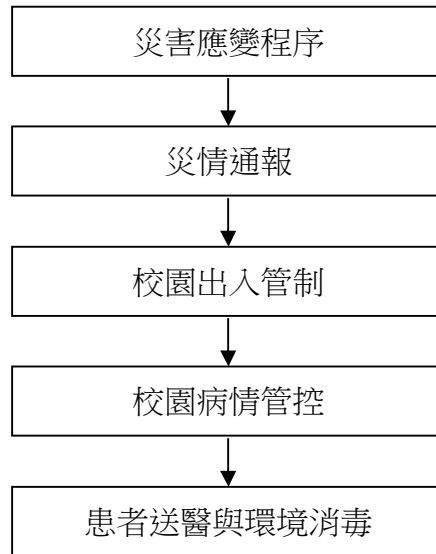 災害應變程序
災情通報
校園出入管制
校園病情管控
患者送醫與環境消毒